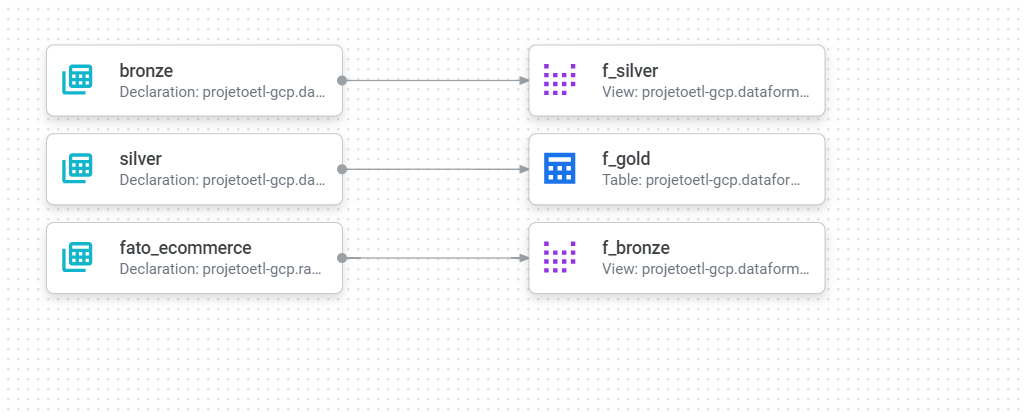 bronze
Declaration: projetoetl-gcp.da...
f_silver
View: projetoetl-gcp.dataform...
silver
Declaration: projetoetl-gcp.da...
f_gold
Table: projetoetl-gcp.datafor...
fato_ecommerce
Declaration: projetoetl-gcp.ra...
f_bronze
View: projetoetl-gcp.dataform...